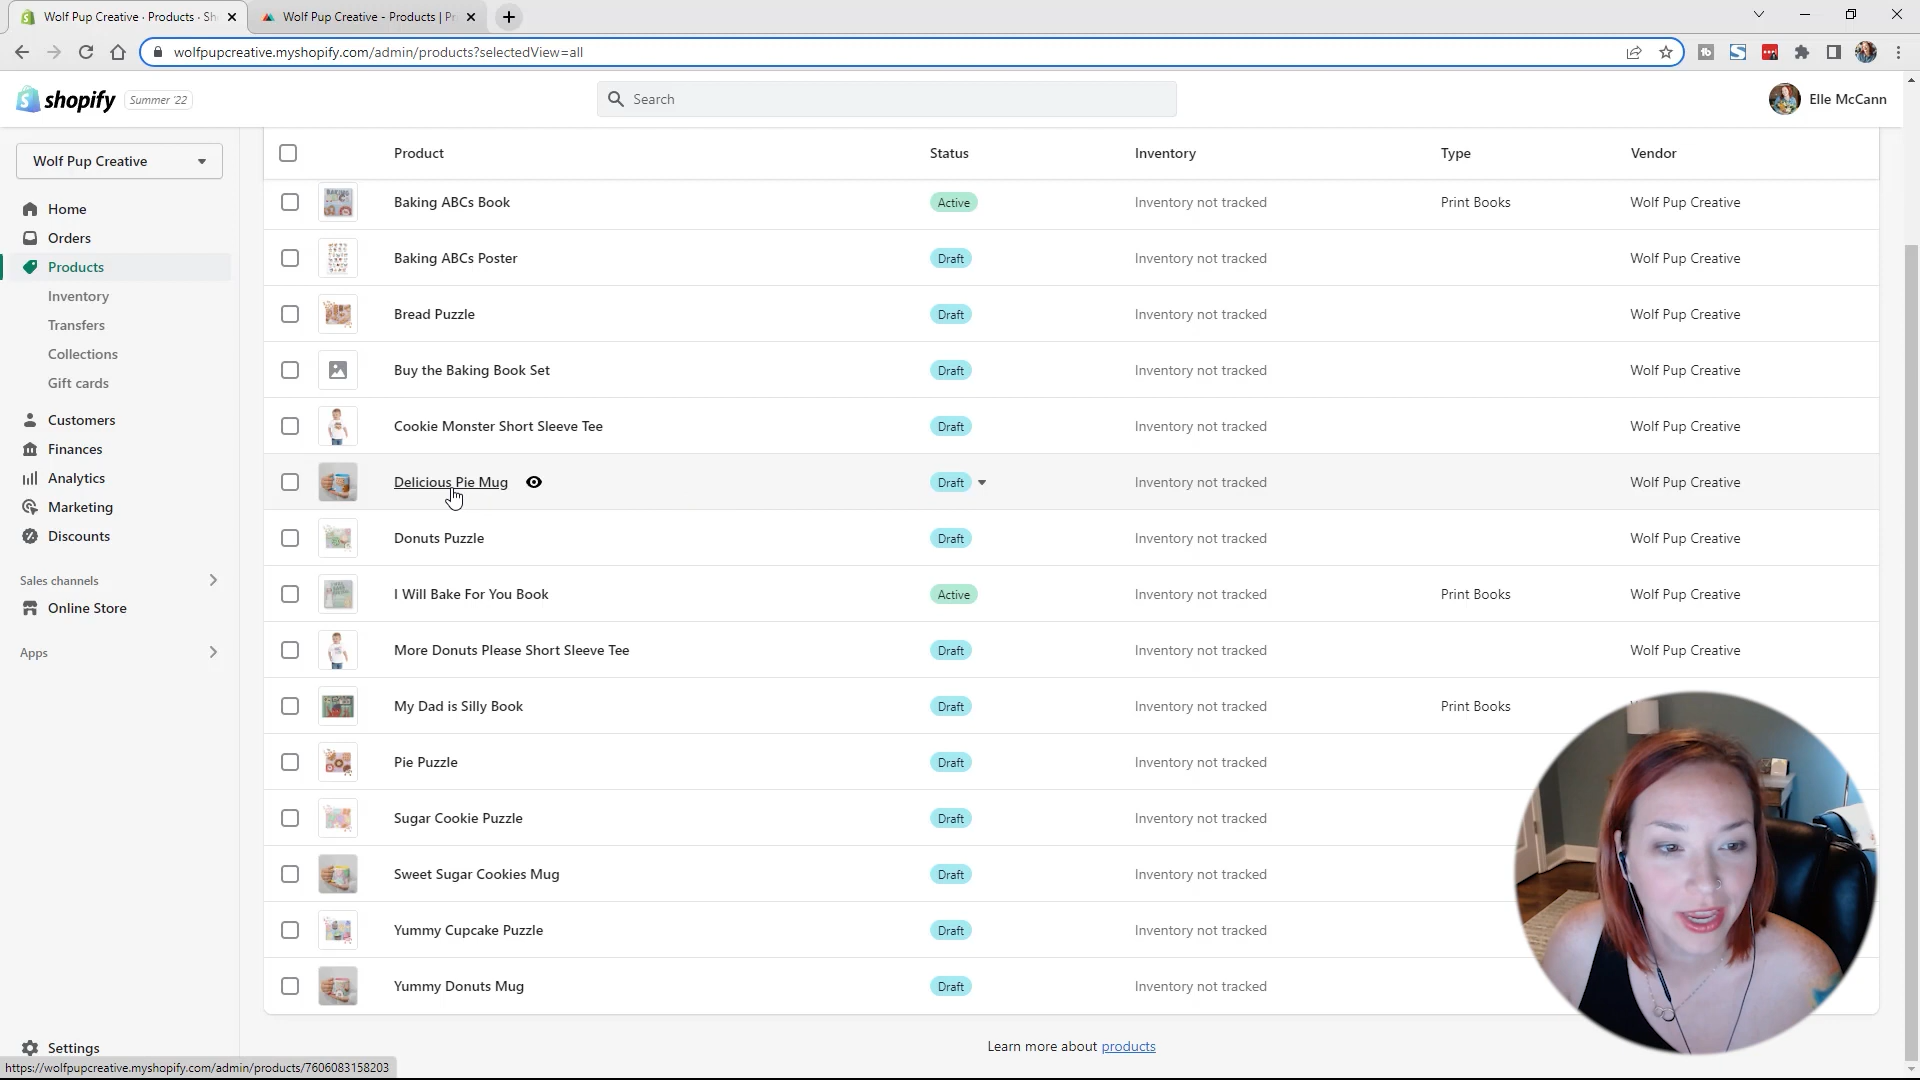 Wolf Pup Creative · Products · Sh
Wolf Pup Creative - Products | Pr
wolfpupcreative.myshopify.com/admin/products?selectedView=all
shopify Summer '22
Search
Elle McCann
Wolf Pup Creative
Home
Orders
Products
Inventory
Transfers
Collections
Gift cards
Customers
Finances
Analytics
Marketing
Discounts
Sales channels
Online Store
Apps
Settings
Product Status Inventory Type Vendor
Baking ABCs Book Active Inventory not tracked Print Books Wolf Pup Creative
Baking ABCs Poster Draft Inventory not tracked Wolf Pup Creative
Bread Puzzle Draft Inventory not tracked Wolf Pup Creative
Buy the Baking Book Set Draft Inventory not tracked Wolf Pup Creative
Cookie Monster Short Sleeve Tee Draft Inventory not tracked Wolf Pup Creative
Delicious Pie Mug Draft Inventory not tracked Wolf Pup Creative
Donuts Puzzle Draft Inventory not tracked Wolf Pup Creative
I Will Bake For You Book Active Inventory not tracked Print Books Wolf Pup Creative
More Donuts Please Short Sleeve Tee Draft Inventory not tracked Wolf Pup Creative
My Dad is Silly Book Draft Inventory not tracked Print Books
Pie Puzzle Draft Inventory not tracked
Sugar Cookie Puzzle Draft Inventory not tracked
Sweet Sugar Cookies Mug Draft Inventory not tracked
Yummy Cupcake Puzzle Draft Inventory not tracked
Yummy Donuts Mug Draft Inventory not tracked
Learn more about products
https://wolfpupcreative.myshopify.com/admin/products/7606083158203